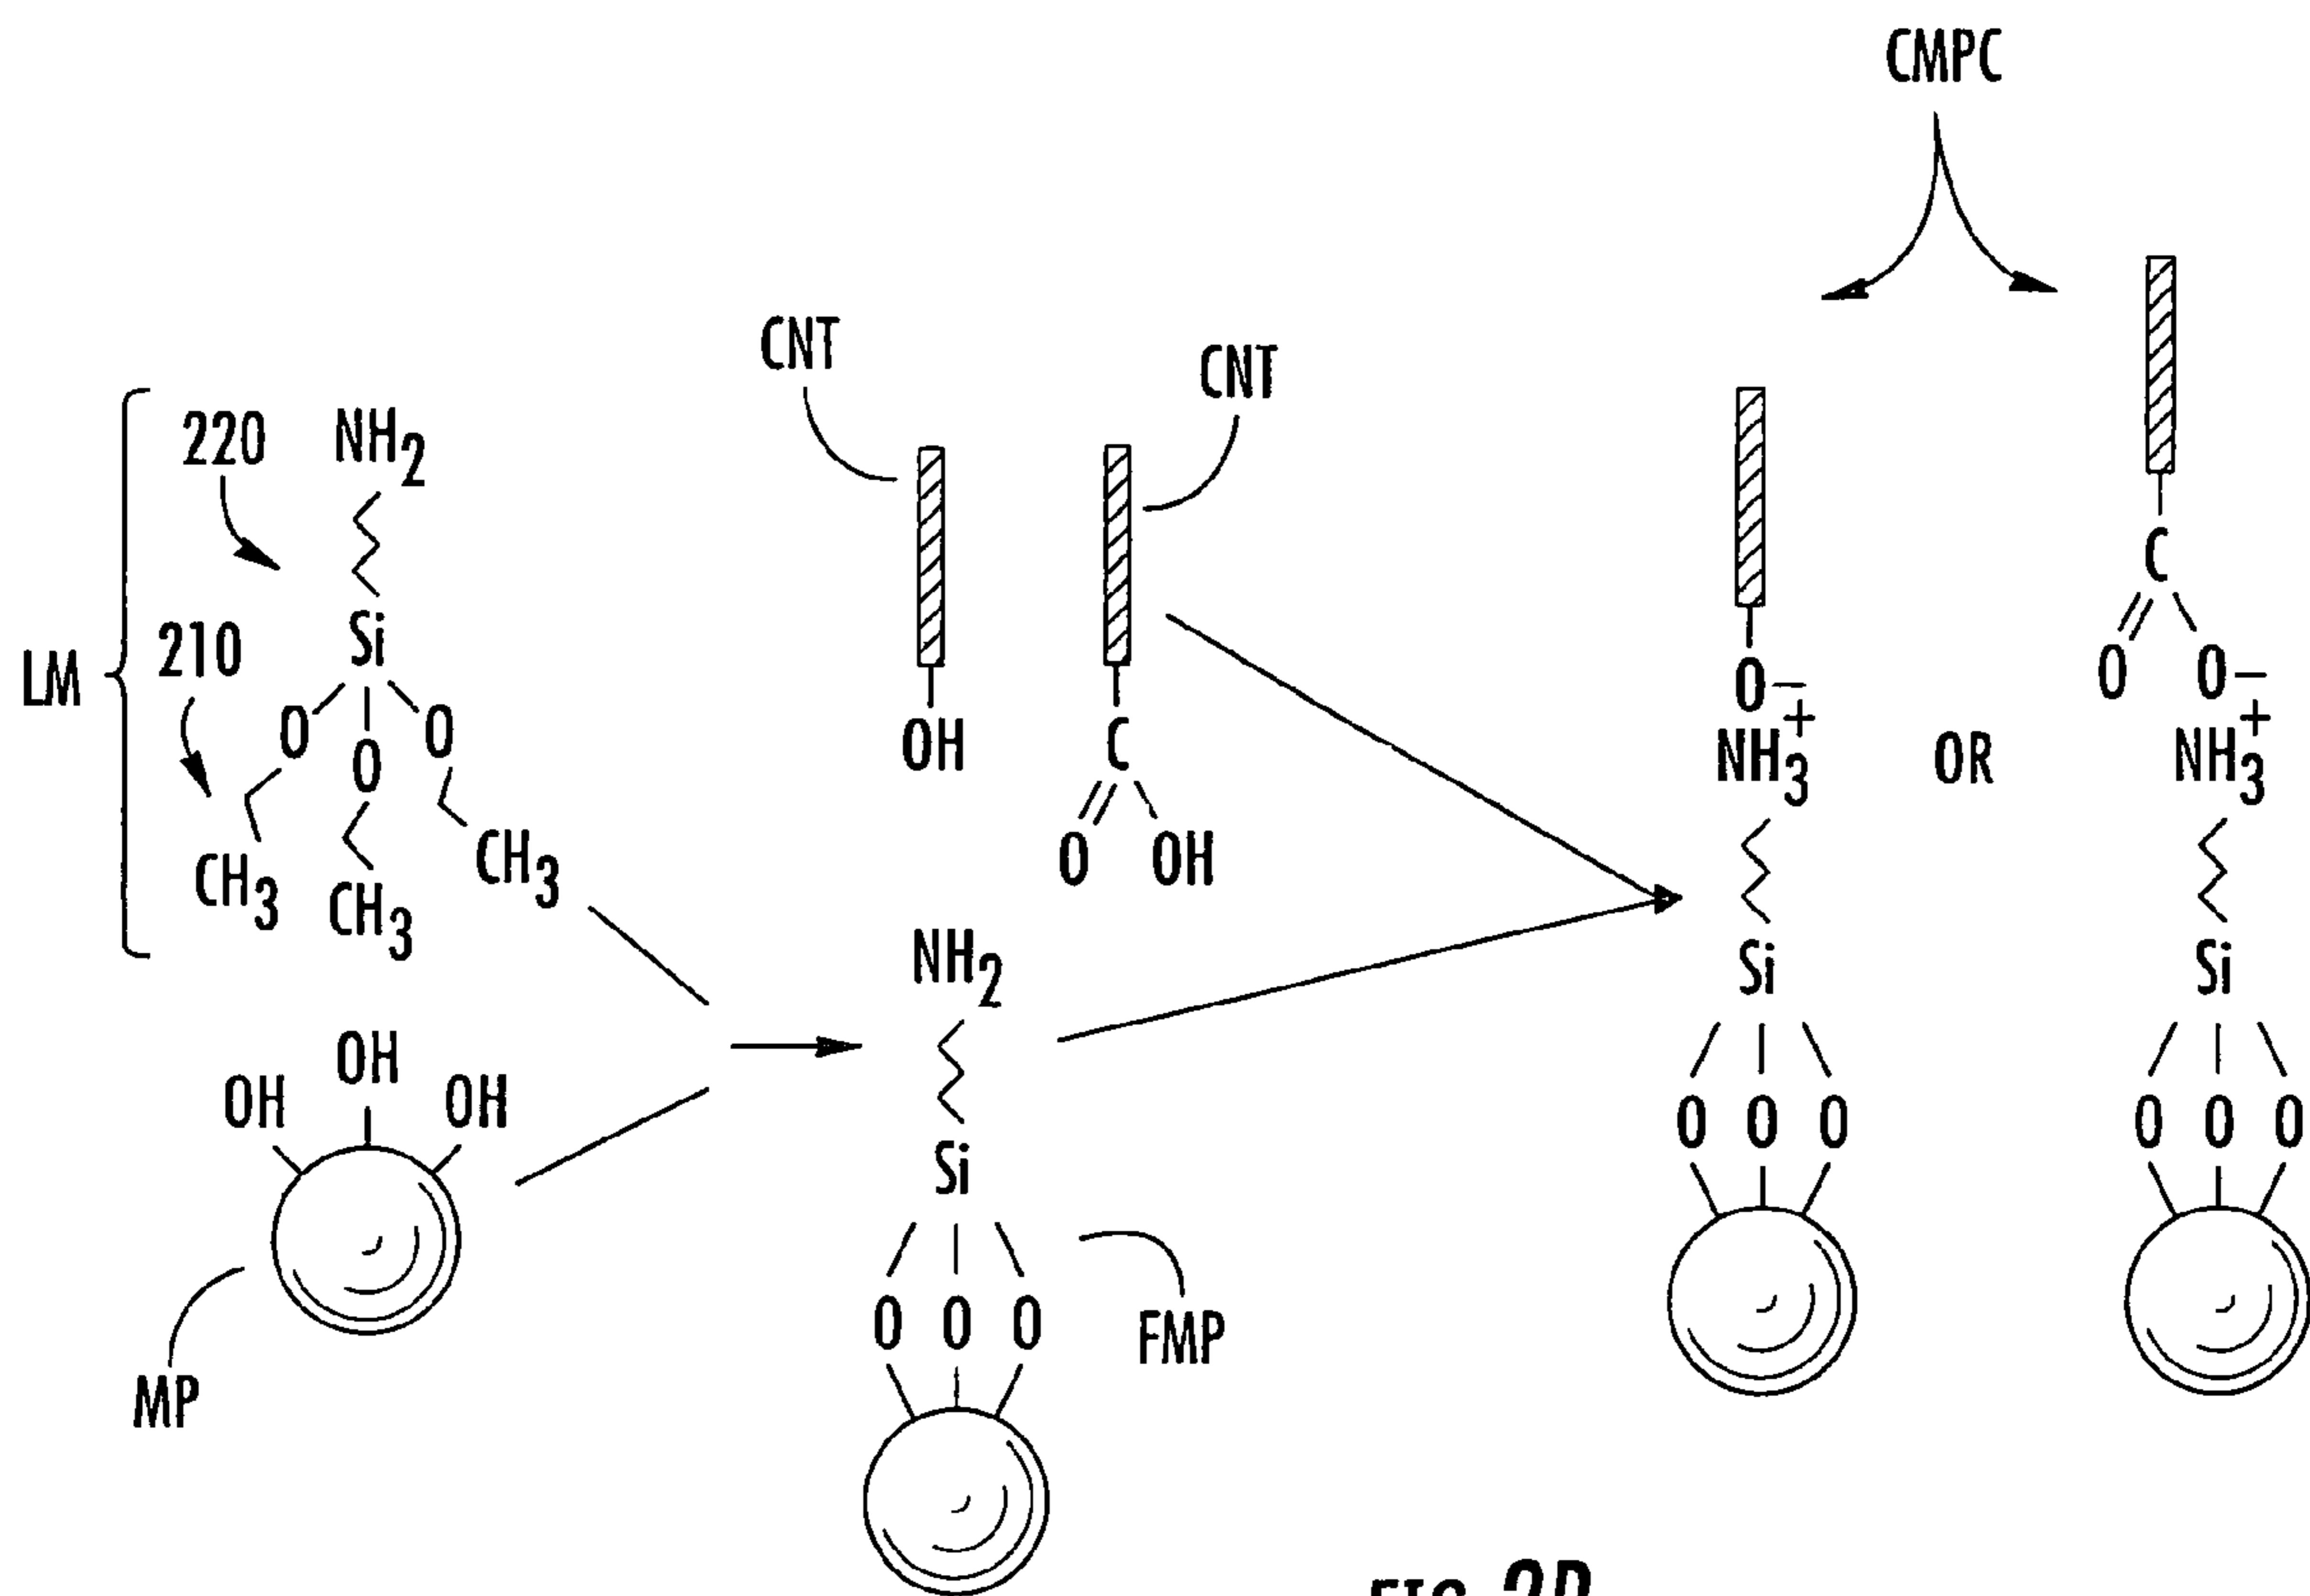 CMPC
CNT
CNT
220
NH2
210
Si
LM
O
O
O
CH3
CH3
CH3
OH
C
O
OH
O−
+
NH3
OR
C
O
O−
+
NH3
NH2
Si
Si
OH
OH
OH
O O O
O O O
Si
O O O
FMP
MP